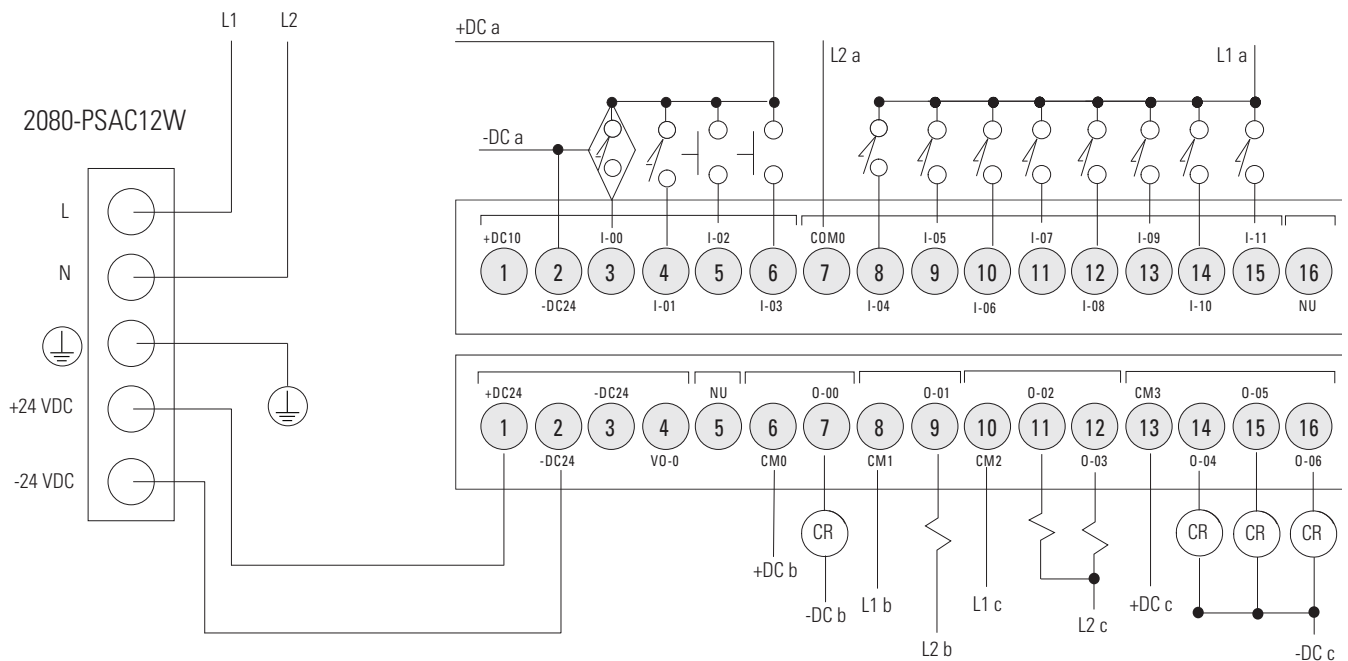 L1 L2
+DC a
L2 a
L1 a
2080-PSAC12W
-DC a
L
N
+24 VDC
-24 VDC
+DC10 I-00 I-02 COM0 I-05 I-07 I-09 I-11
1 2 3 4 5 6 7 8 9 10 11 12 13 14 15 16
-DC24 I-01 I-03 I-04 I-06 I-08 I-10 NU
+DC24 -DC24 NU O-00 O-01 O-02 CM3 O-05
1 2 3 4 5 6 7 8 9 10 11 12 13 14 15 16
-DC24 VO-0 CM0 CM1 CM2 O-03 O-04 O-06
CR CR CR CR
+DC b
-DC b
L1 b
L2 b
L1 c
L2 c
+DC c
-DC c